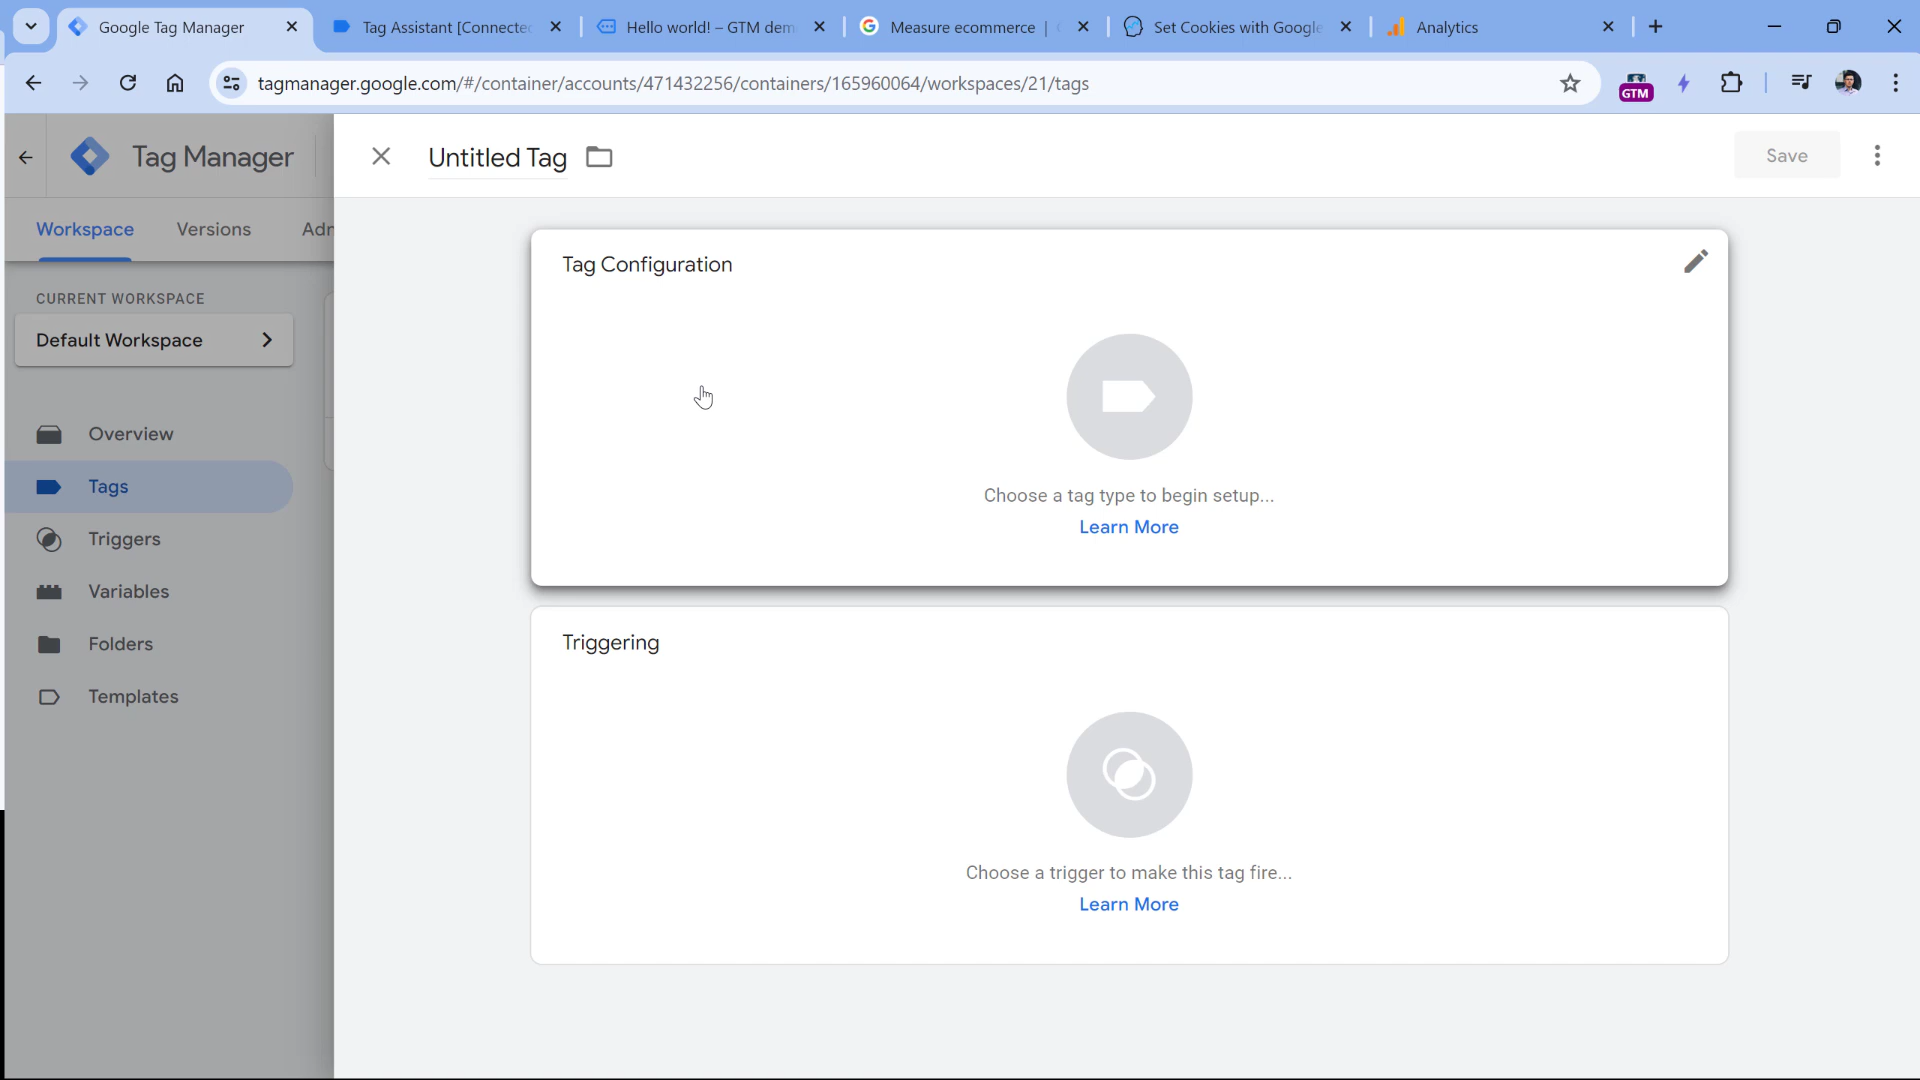 Google Tag Manager
Tag Assistant [Connected
Hello world! – GTM dem
Measure ecommerce |
Set Cookies with Google
Analytics
tagmanager.google.com/#/container/accounts/471432256/containers/165960064/workspaces/21/tags
GTM
Tag Manager
Untitled Tag
Save
Workspace
Versions
Adn
CURRENT WORKSPACE
Default Workspace
Overview
Tags
Triggers
Variables
Folders
Templates
Tag Configuration
Choose a tag type to begin setup...
Learn More
Triggering
Choose a trigger to make this tag fire...
Learn More